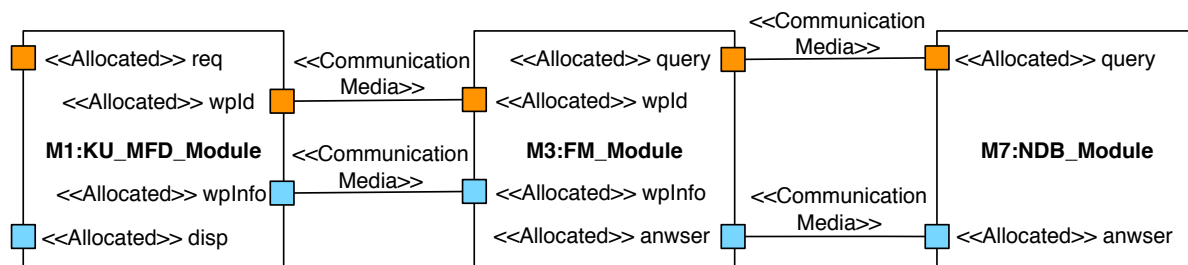 <<Allocated>> req
<<Allocated>> wpId
M1:KU_MFD_Module
<<Allocated>> wpInfo
<<Allocated>> disp
<<Communication
Media>>
<<Communication
Media>>
<<Allocated>> query
<<Allocated>> wpId
M3:FM_Module
<<Allocated>> wpInfo
<<Allocated>> anwser
<<Communication
Media>>
<<Communication
Media>>
<<Allocated>> query
M7:NDB_Module
<<Allocated>> anwser